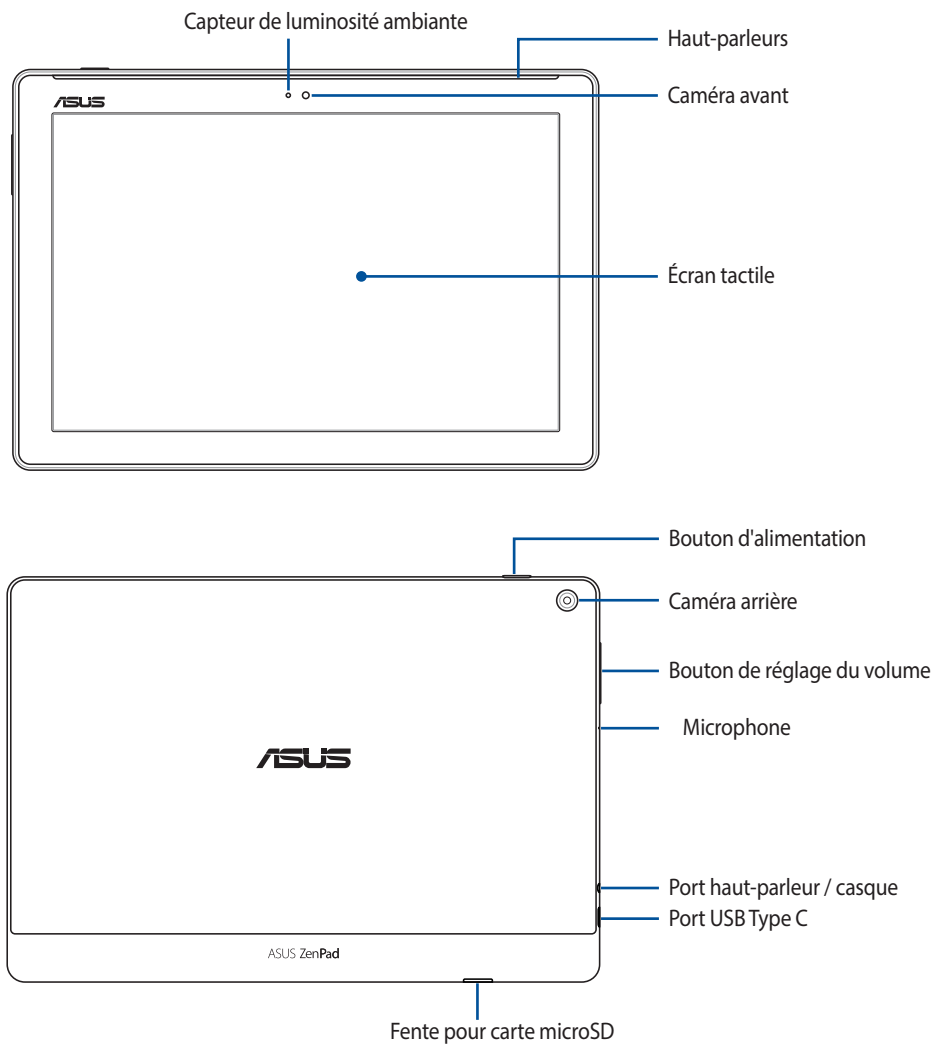 Capteur de luminosité ambiante
Haut-parleurs
Caméra avant
ASUS
Écran tactile
Bouton d'alimentation
Caméra arrière
Bouton de réglage du volume
Microphone
ASUS
Port haut-parleur / casque
Port USB Type C
ASUS ZenPad
Fente pour carte microSD